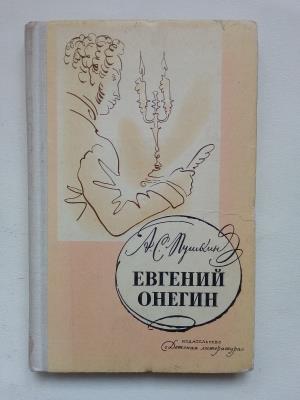 А.С. Пушкин
ЕВГЕНИЙ
ОНЕГИН
ИЗДАТЕЛЬСТВО
«Детская литература»